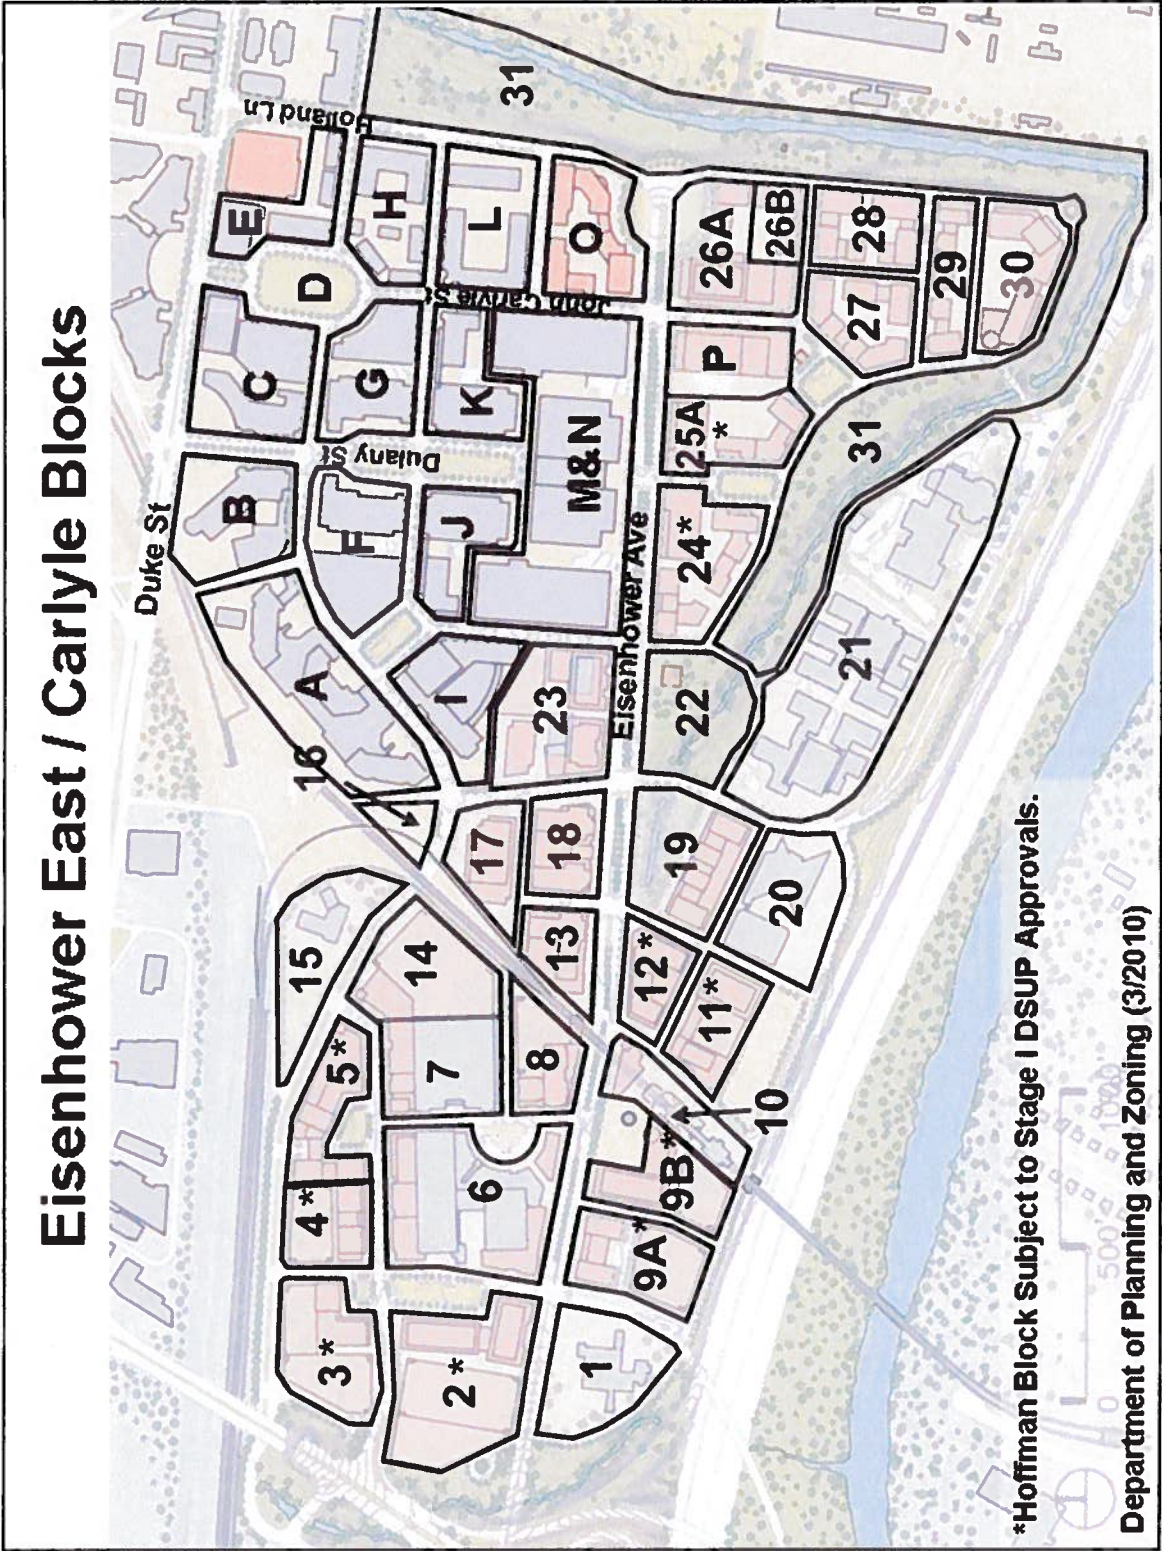 Eisenhower East / Carlyle Blocks
Duke St
Holland Ln
E
D
C
B
H
G
F
A
16
L
John Carlyle St
K
Dulany St
J
I
O
M&N
31
15
14
17
18
23
Eisenhower Ave
5*
7
8
13
4*
6
3*
2*
1
9A*
9B*
10
12*
11*
19
20
22
21
24*
25A
*
P
26A
26B
27
28
29
30
31
*Hoffman Block Subject to Stage I DSUP Approvals.
0
500
1000
Department of Planning and Zoning (3/2010)